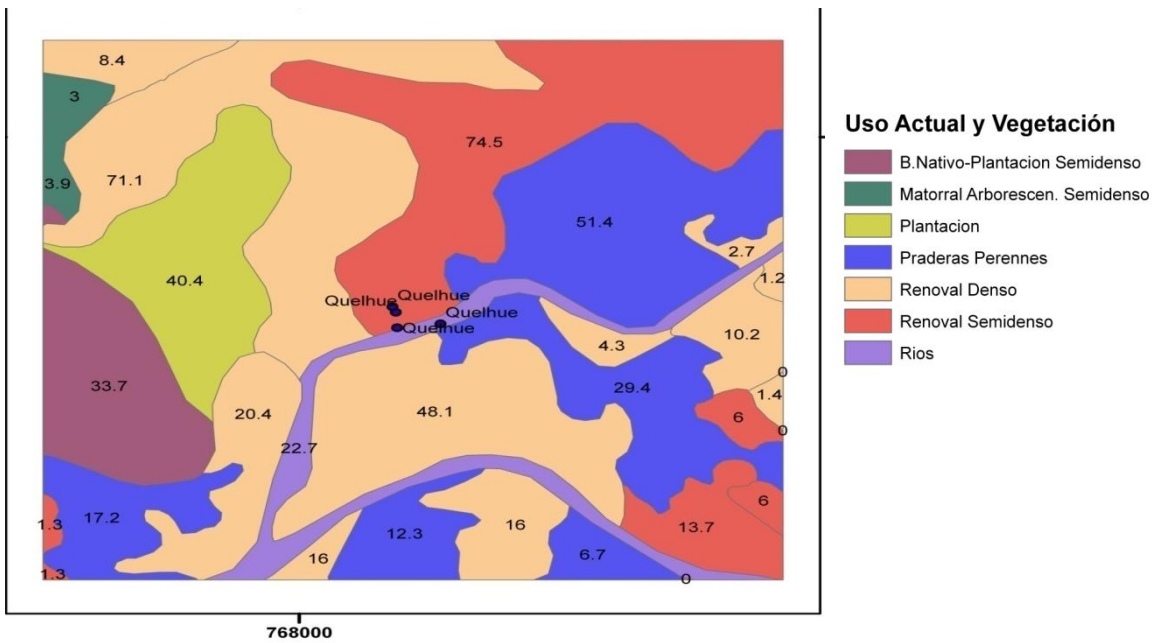 8.4
3
74.5
3.9
71.1
51.4
2.7
1.2
40.4
Quelhue
Quelhue
Quelhue
Quelhue
4.3
10.2
0
33.7
29.4
1.4
20.4
48.1
6
0
22.7
6
1.3
17.2
12.3
16
13.7
16
6.7
1.3
0
768000
Uso Actual y Vegetación
B.Nativo-Plantacion Semidenso
Matorral Arborescen. Semidenso
Plantacion
Praderas Perennes
Renoval Denso
Renoval Semidenso
Rios